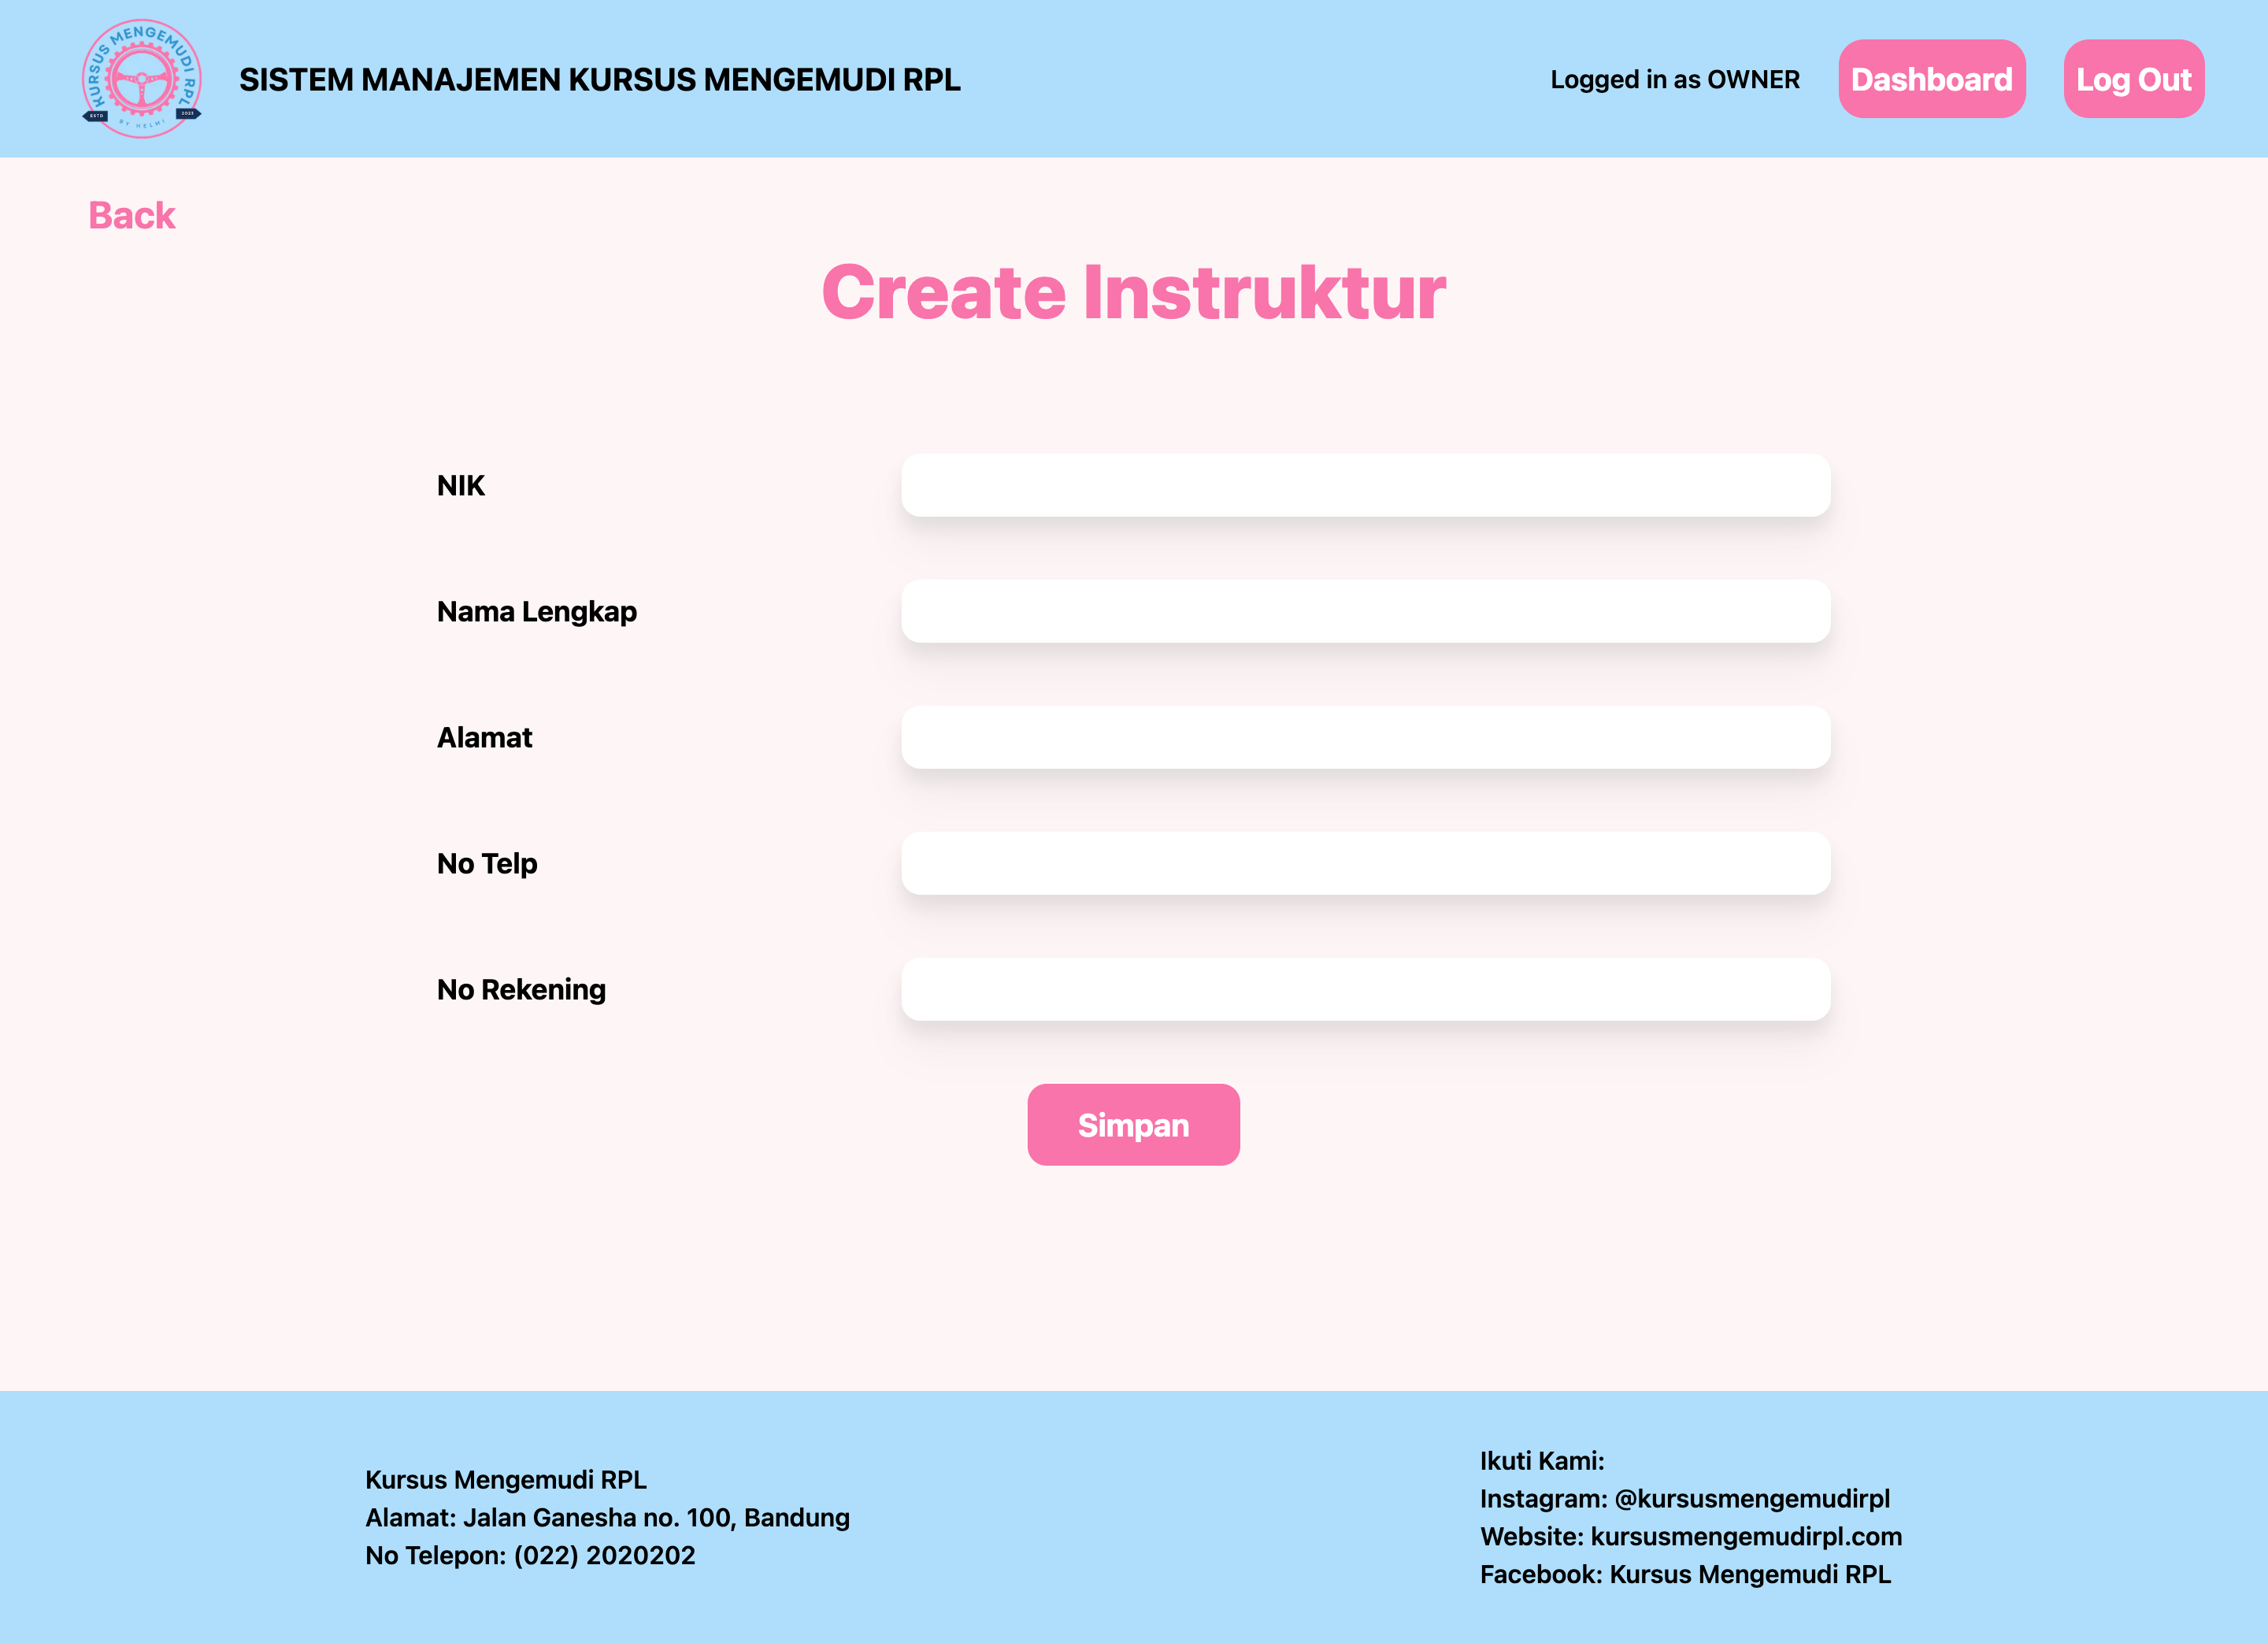 KURSUS MENGEMUDI RPL
ESTD
2023
BY HELMI
SISTEM MANAJEMEN KURSUS MENGEMUDI RPL
Logged in as OWNER
Dashboard
Log Out
Back
Create Instruktur
NIK
Nama Lengkap
Alamat
No Telp
No Rekening
Simpan
Kursus Mengemudi RPL
Alamat: Jalan Ganesha no. 100, Bandung
No Telepon: (022) 2020202
Ikuti Kami:
Instagram: @kursusmengemudirpl
Website: kursusmengemudirpl.com
Facebook: Kursus Mengemudi RPL